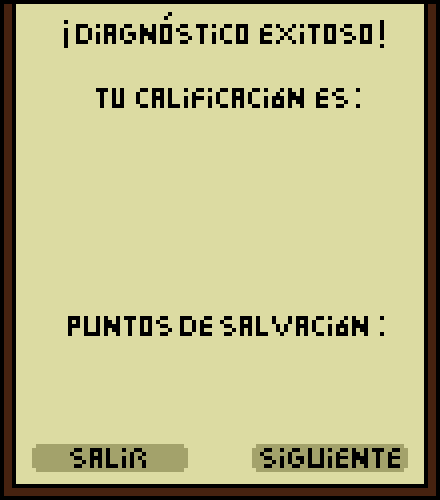 ¡DiAGNÓSTiCO EXiTOSO!
TU CALiFiCACióN ES:
PUNTOS DE SALVACióN :
SALiR
SiGUiENTE